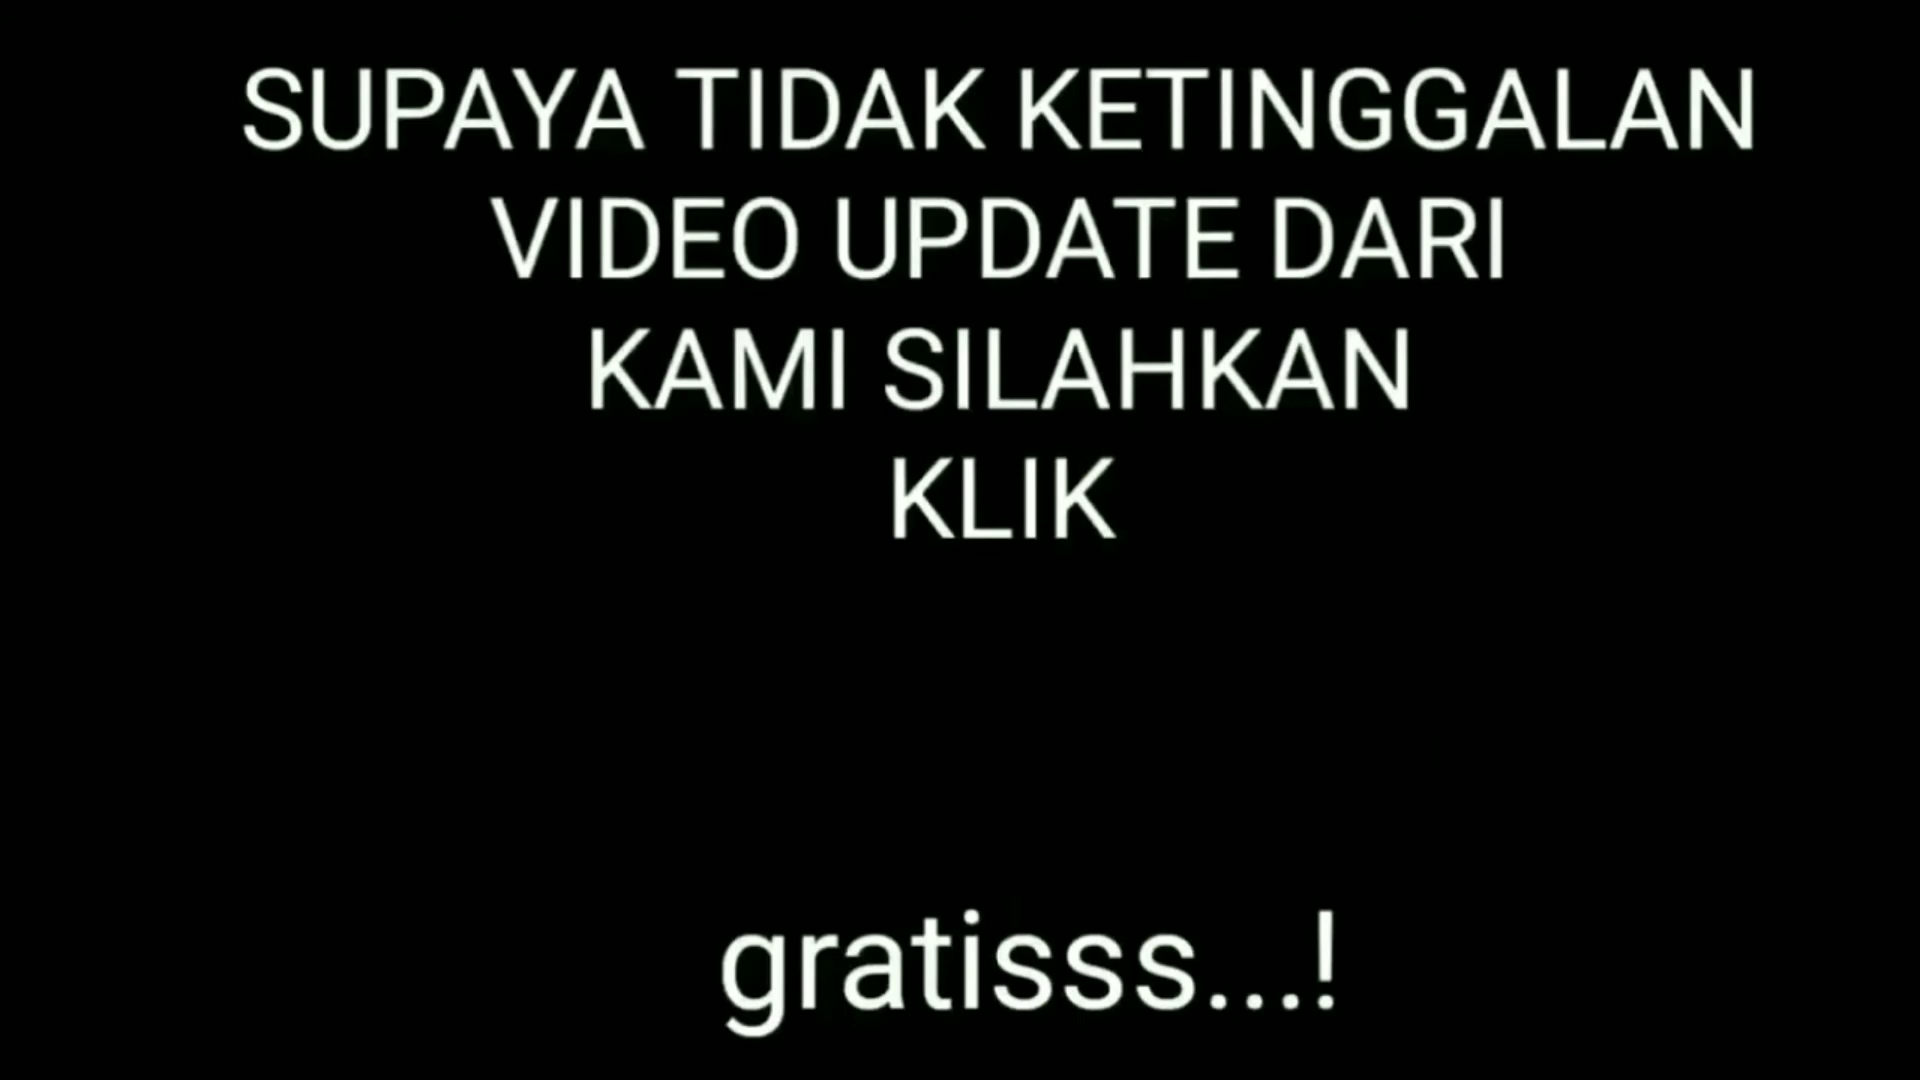 SUPAYA TIDAK KETINGGALAN
VIDEO UPDATE DARI
KAMI SILAHKAN
KLIK
gratisss...!